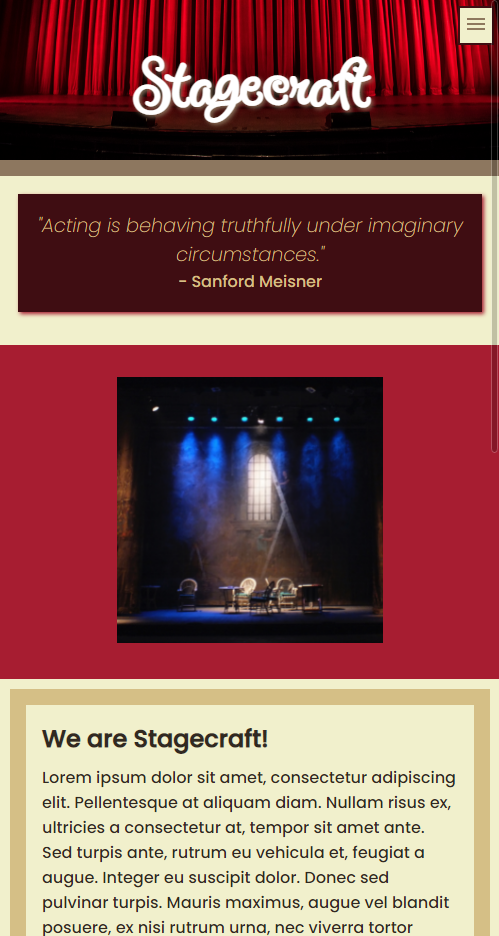 Stagecraft
"Acting is behaving truthfully under imaginary
circumstances."
- Sanford Meisner
We are Stagecraft!
Lorem ipsum dolor sit amet, consectetur adipiscing
elit. Pellentesque at aliquam diam. Nullam risus ex,
ultricies a consectetur at, tempor sit amet ante.
Sed turpis ante, rutrum eu vehicula et, feugiat a
augue. Integer eu suscipit dolor. Donec sed
pulvinar turpis. Mauris maximus, augue vel blandit
posuere, ex nisi rutrum urna, nec viverra tortor